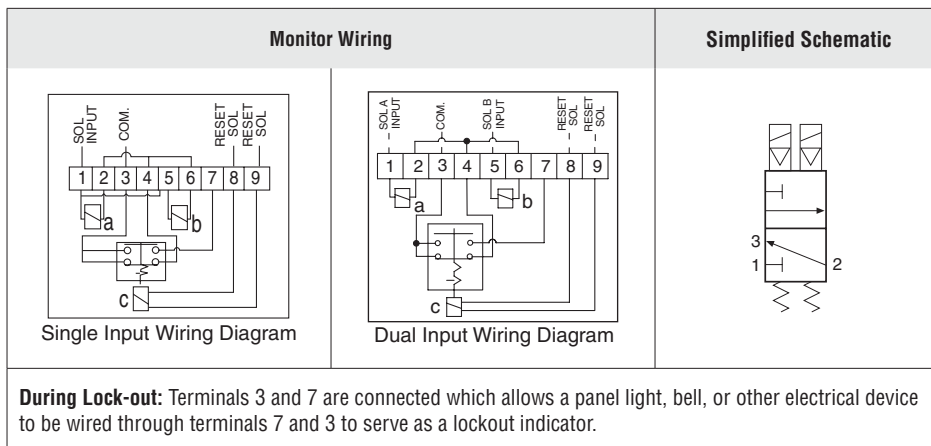 Monitor Wiring
Simplified Schematic
SOL INPUT
COM.
RESET SOL
RESET SOL
1 2 3 4 5 6 7 8 9
a
b
c
Single Input Wiring Diagram
SOL A INPUT
COM.
SOL B INPUT
RESET SOL
RESET SOL
1 2 3 4 5 6 7 8 9
a
b
c
Dual Input Wiring Diagram
3
1
2
During Lock-out: Terminals 3 and 7 are connected which allows a panel light, bell, or other electrical device
to be wired through terminals 7 and 3 to serve as a lockout indicator.